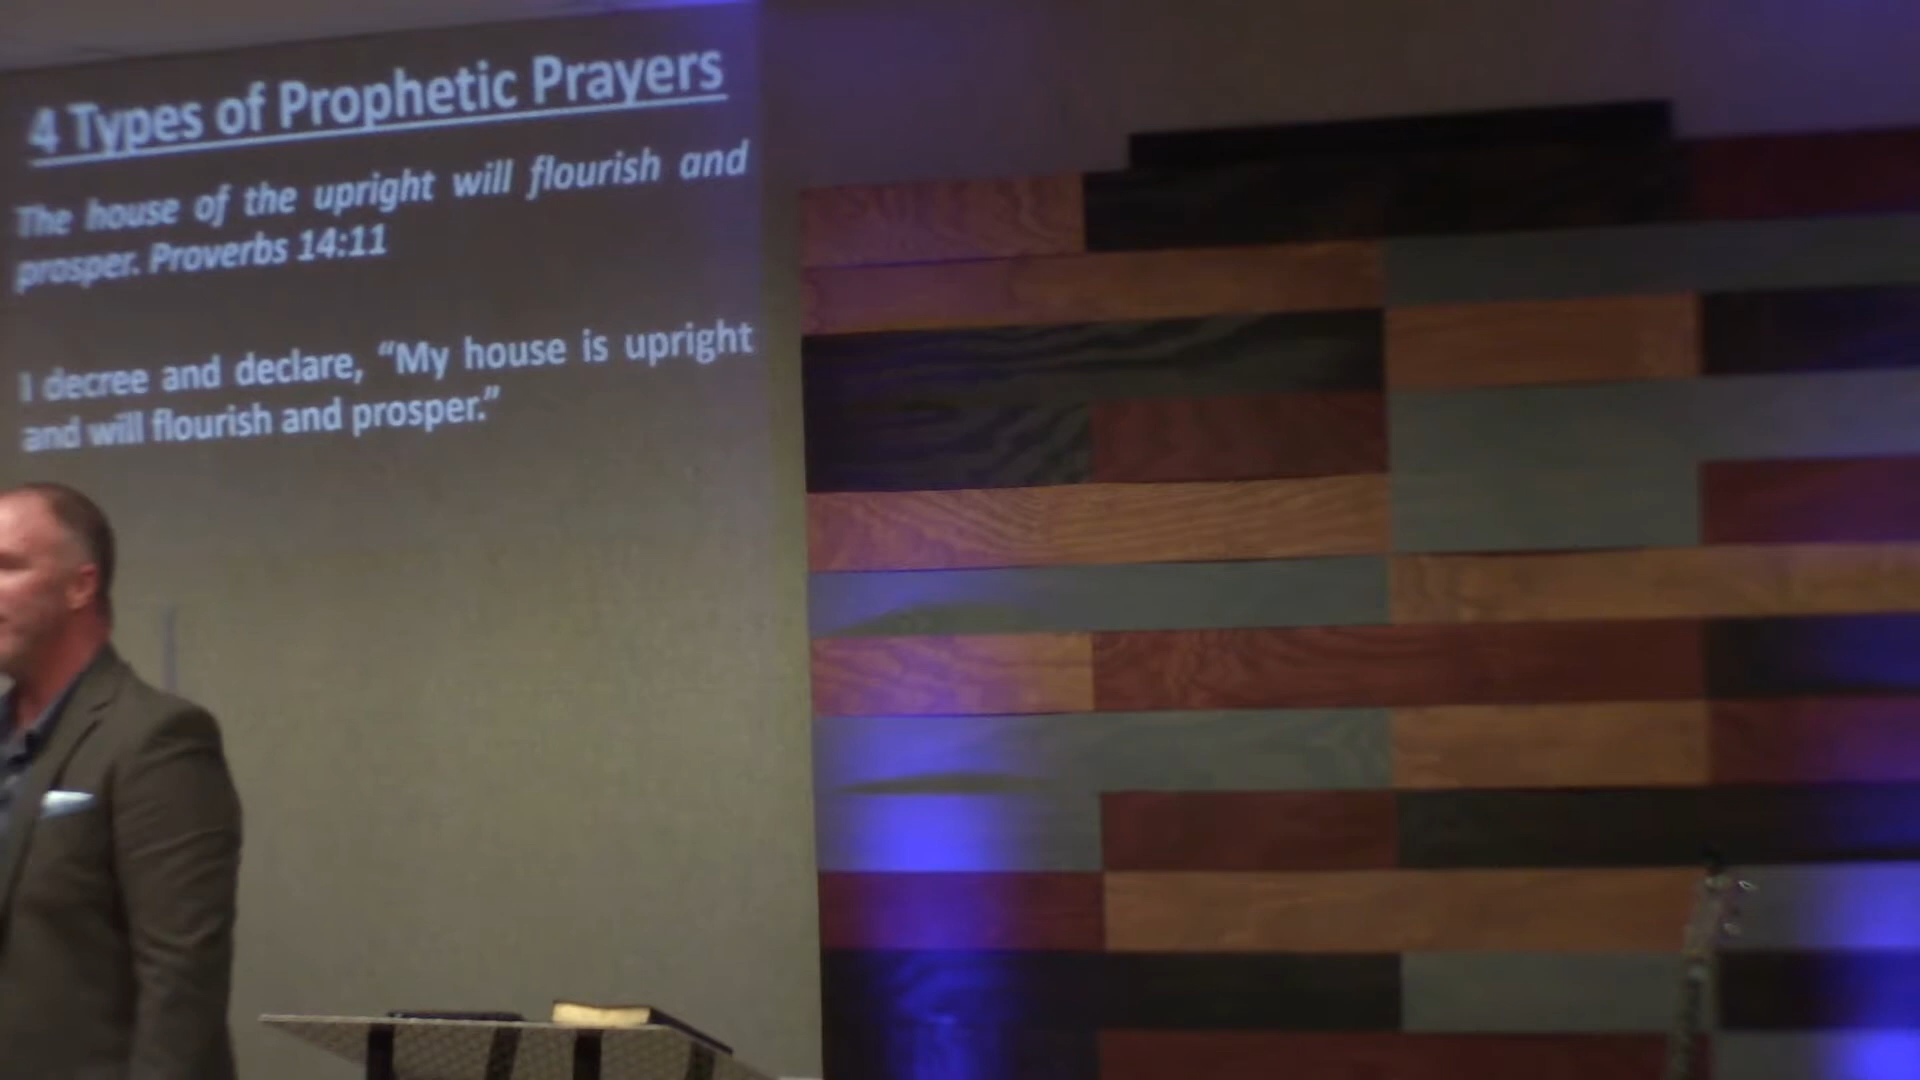 4 Types of Prophetic Prayers
The house of the upright will flourish and
prosper. Proverbs 14:11
I decree and declare, “My house is upright
and will flourish and prosper.”